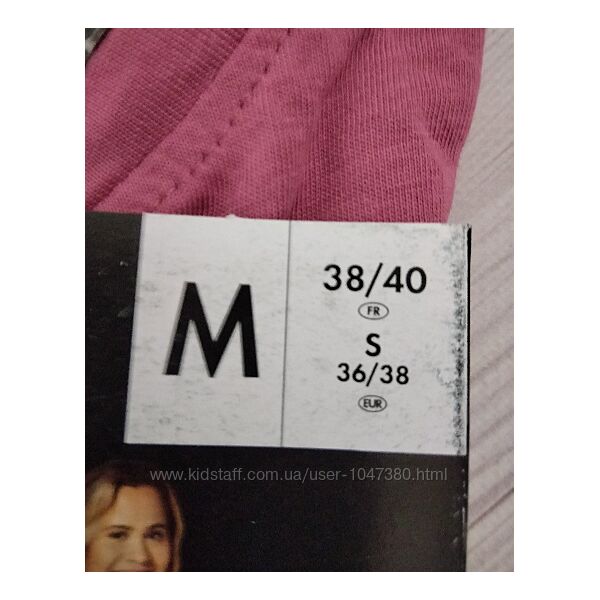 M
38/40
FR
S
36/38
EUR
www.kidstaff.com.ua/user-1047380.html